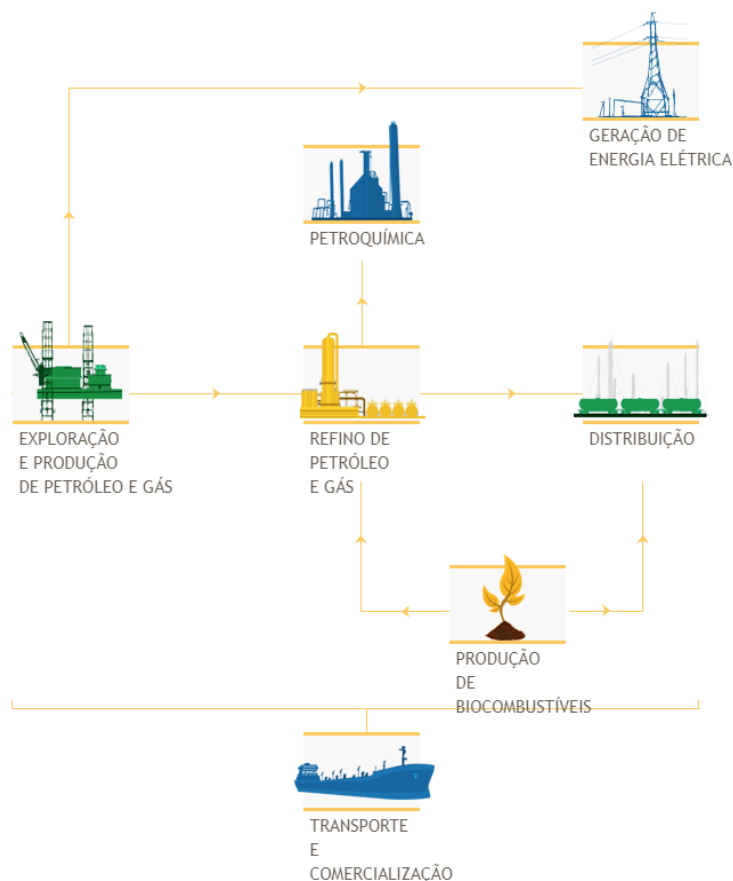 GERAÇÃO DE
ENERGIA ELÉTRICA
PETROQUÍMICA
EXPLORAÇÃO
E PRODUÇÃO
DE PETRÓLEO E GÁS
REFINO DE
PETRÓLEO
E GÁS
DISTRIBUIÇÃO
PRODUÇÃO
DE
BIOCOMBUSTÍVEIS
TRANSPORTE
E
COMERCIALIZAÇÃO